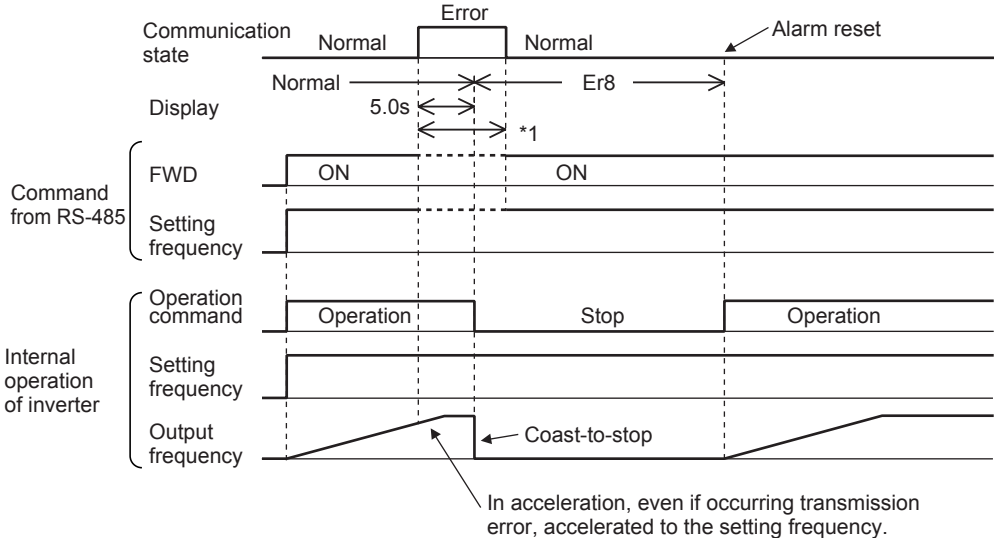 Error
Communication
state
Normal
Normal
Alarm reset
Normal
Er8
Display
5.0s
*1
Command
from RS-485
FWD
ON
ON
Setting
frequency
Internal
operation
of inverter
Operation
command
Operation
Stop
Operation
Setting
frequency
Output
frequency
Coast-to-stop
In acceleration, even if occurring transmission
error, accelerated to the setting frequency.